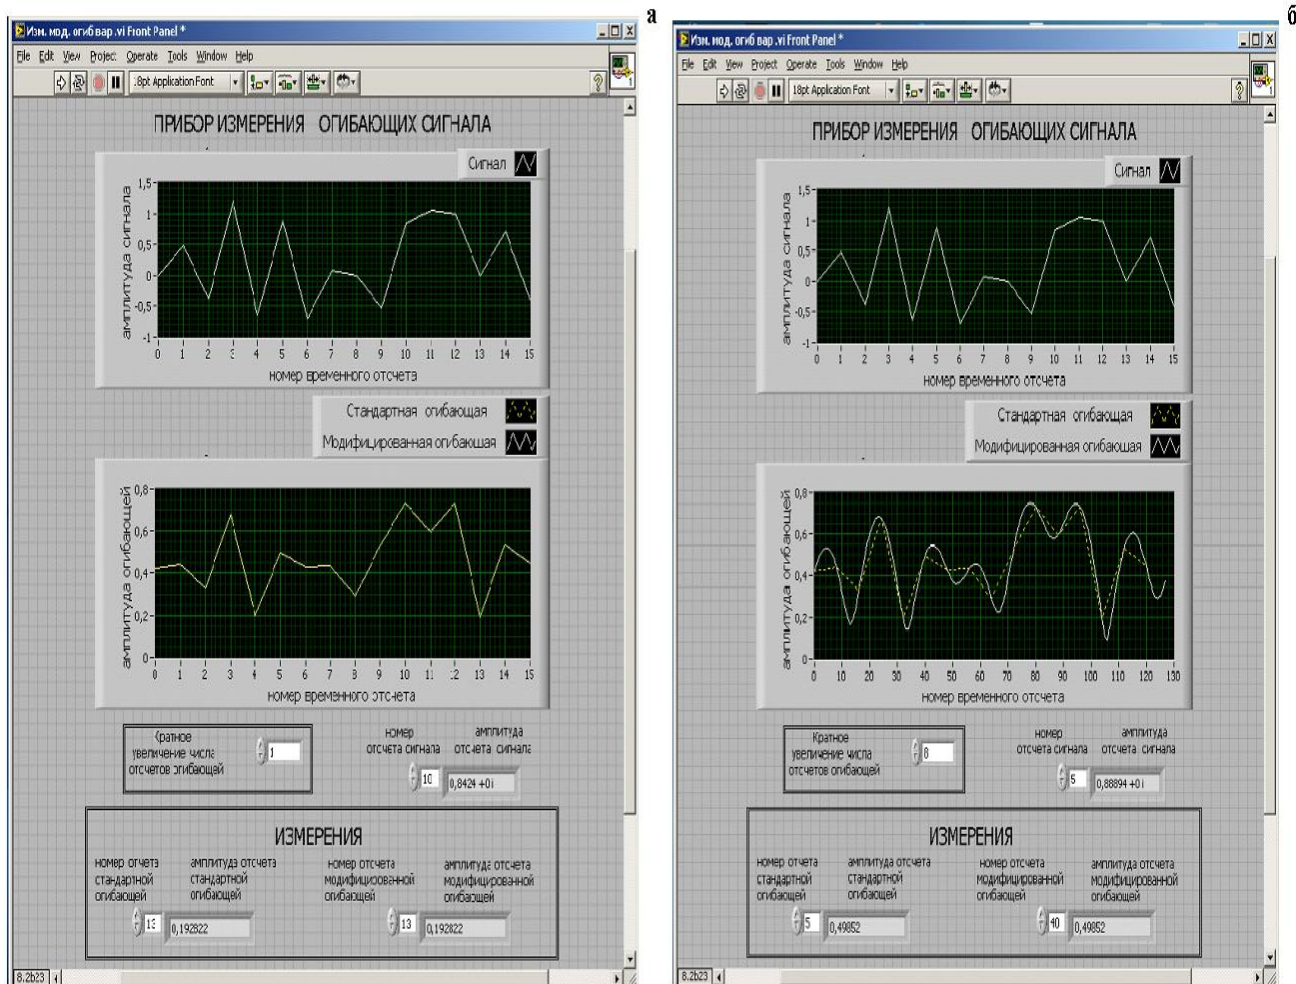 а
Изм. мод. огиб вар .vi Front Panel *
File Edit View Project Operate Tools Window Help
18pt Application Font
ПРИБОР ИЗМЕРЕНИЯ ОГИБАЮЩИХ СИГНАЛА
Сигнал
амплитуда сигнала
1,5
1
0,5
0
-0,5
-1
0 1 2 3 4 5 6 7 8 9 10 11 12 13 14 15
номер временного отсчета
Стандартная огибающая
Модифицированная огибающая
амплитуда огибающей
0,8
0,6
0,4
0,2
0
0 1 2 3 4 5 6 7 8 9 10 11 12 13 14 15
номер временного отсчета
Кратное
увеличение числа
отсчетов огибающей
1
номер
отсчета сигнала
10
амплитуда
отсчета сигнала
0,8424 +0 i
ИЗМЕРЕНИЯ
номер отчета
стандартной
огибающей
13
амплитуда отсчета
стандартной
огибающей
0,192822
номер отсчета
модифицированной
огибающей
13
амплитуда отсчета
модифицированной
огибающей
0,192822
8.2b23
б
Изм. мод. огиб вар .vi Front Panel *
File Edit View Project Operate Tools Window Help
18pt Application Font
ПРИБОР ИЗМЕРЕНИЯ ОГИБАЮЩИХ СИГНАЛА
Сигнал
амплитуда сигнала
1,5
1
0,5
0
-0,5
-1
0 1 2 3 4 5 6 7 8 9 10 11 12 13 14 15
номер временного отсчета
Стандартная огибающая
Модифицированная огибающая
амплитуда огибающей
0,8
0,6
0,4
0,2
0
0 10 20 30 40 50 60 70 80 90 100 110 120 130
номер временного отсчета
Кратное
увеличение числа
отсчетов огибающей
8
номер
отсчета сигнала
5
амплитуда
отсчета сигнала
0,88894 +0 i
ИЗМЕРЕНИЯ
номер отчета
стандартной
огибающей
5
амплитуда отсчета
стандартной
огибающей
0,49852
номер отсчета
модифицированной
огибающей
40
амплитуда отсчета
модифицированной
огибающей
0,49852
8.2b23